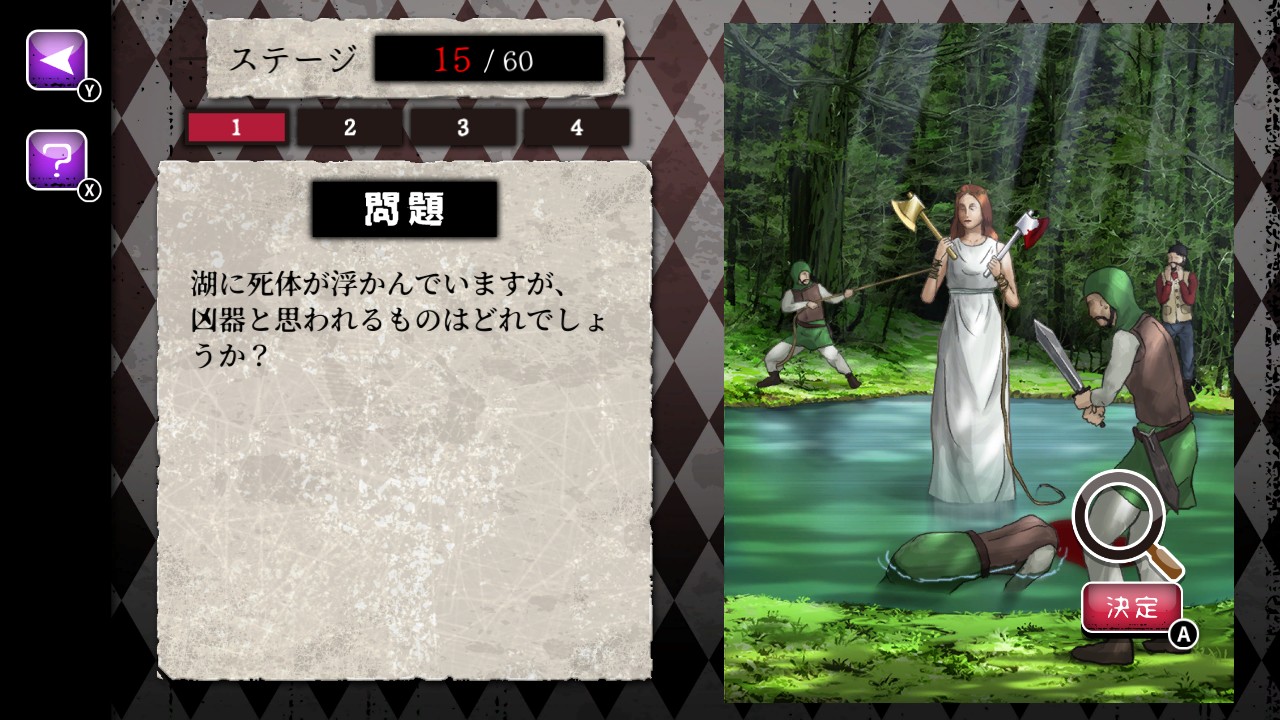 Y
X
ステージ 15 / 60
1 2 3 4
問題
湖に死体が浮かんでいますが、
凶器と思われるものはどれでしょ
うか？
決定
A